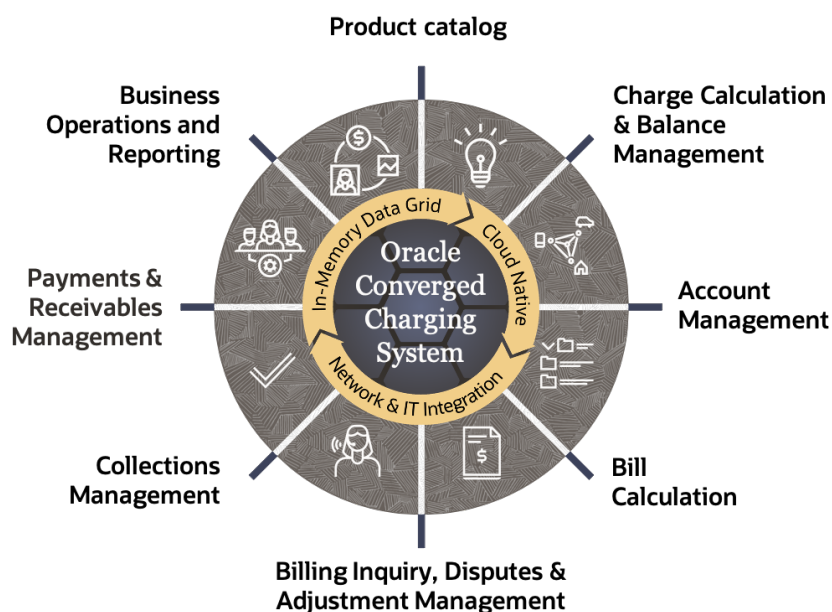 Product catalog
Business
Operations and
Reporting
Charge Calculation
& Balance
Management
In-Memory Data Grid
Cloud Native
Network & IT Integration
Oracle
Converged
Charging
System
Payments &
Receivables
Management
Account
Management
Collections
Management
Bill
Calculation
Billing Inquiry, Disputes &
Adjustment Management
$
$